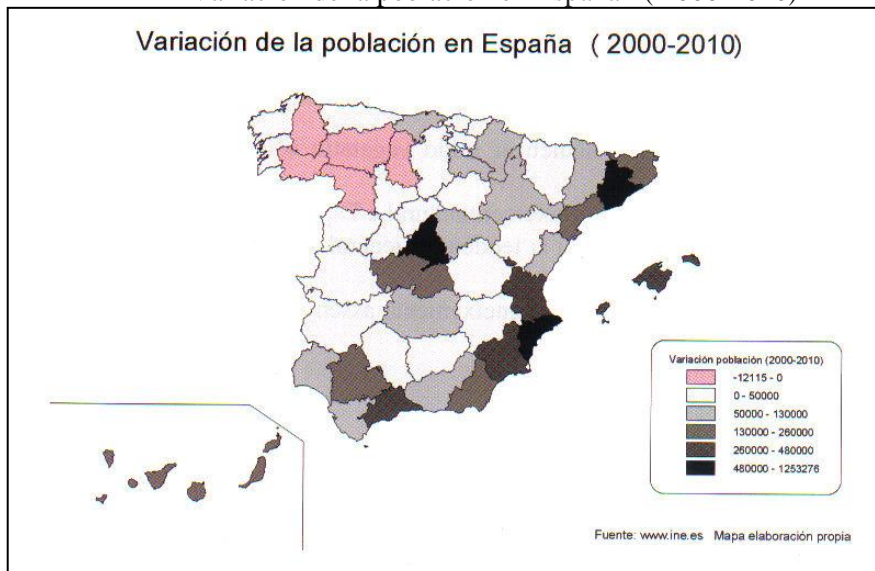 Variación de la población en España ( 2000-2010)
Variación población (2000-2010)
-12115 - 0
0 - 50000
50000 - 130000
130000 - 260000
260000 - 480000
480000 - 1253276
Fuente: www.ine.es Mapa elaboración propia